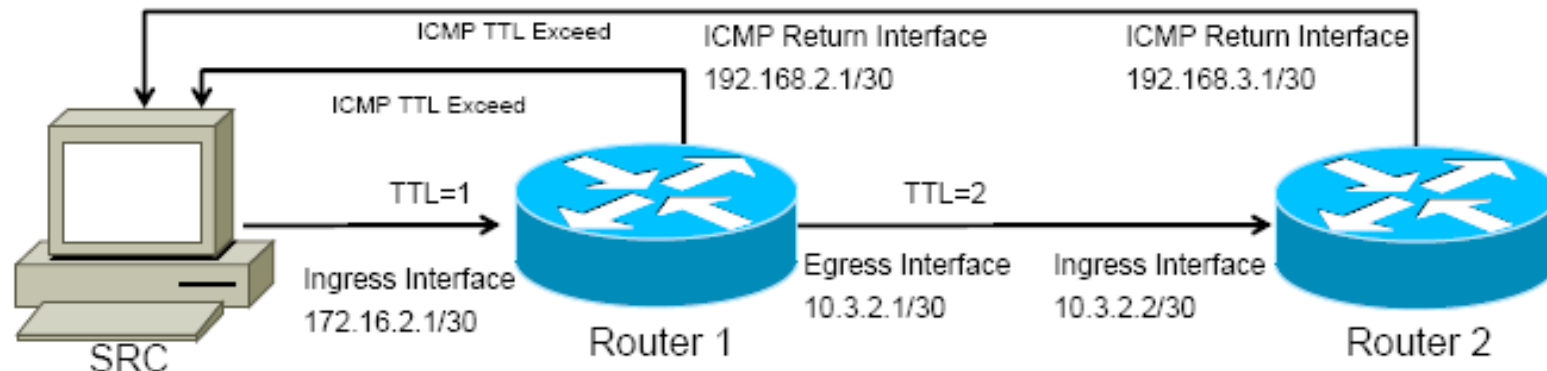 ICMP TTL Exceed
ICMP Return Interface
192.168.2.1/30
ICMP Return Interface
192.168.3.1/30
ICMP TTL Exceed
TTL=1
TTL=2
Ingress Interface
172.16.2.1/30
Egress Interface
10.3.2.1/30
Ingress Interface
10.3.2.2/30
SRC
Router 1
Router 2